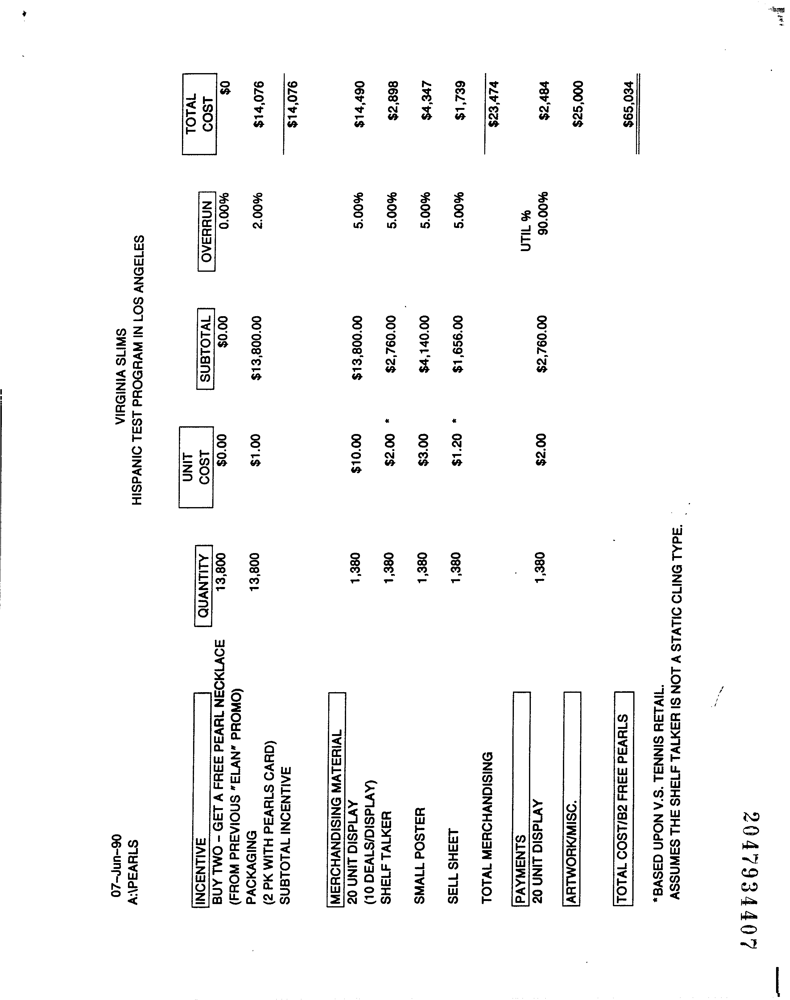 07-Jun-90
A:\PEARLS
VIRGINIA SLIMS
HISPANIC TEST PROGRAM IN LOS ANGELES
INCENTIVE QUANTITY UNIT COST SUBTOTAL OVERRUN TOTAL COST
BUY TWO - GET A FREE PEARL NECKLACE 13,800 $0.00 $0.00 0.00% $0
(FROM PREVIOUS "ELAN" PROMO)
PACKAGING 13,800 $1.00 $13,800.00 2.00% $14,076
(2 PK WITH PEARLS CARD)
SUBTOTAL INCENTIVE $14,076
MERCHANDISING MATERIAL
20 UNIT DISPLAY 1,380 $10.00 $13,800.00 5.00% $14,490
(10 DEALS/DISPLAY)
SHELF TALKER 1,380 $2.00 * $2,760.00 5.00% $2,898
SMALL POSTER 1,380 $3.00 $4,140.00 5.00% $4,347
SELL SHEET 1,380 $1.20 * $1,656.00 5.00% $1,739
TOTAL MERCHANDISING $23,474
PAYMENTS UTIL %
20 UNIT DISPLAY 1,380 $2.00 $2,760.00 90.00% $2,484
ARTWORK/MISC. $25,000
TOTAL COST/B2 FREE PEARLS $65,034
*BASED UPON V.S. TENNIS RETAIL.
ASSUMES THE SHELF TALKER IS NOT A STATIC CLING TYPE.
2047934407